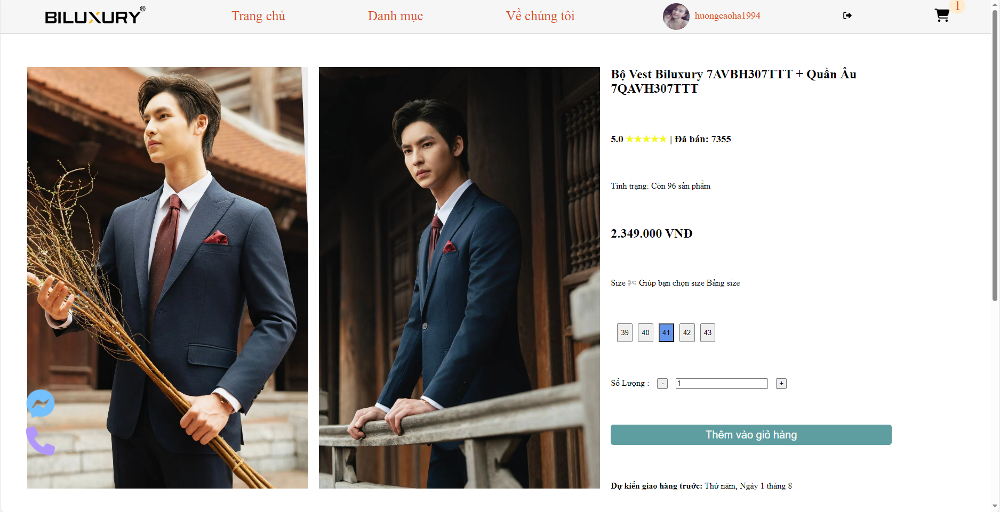 BILUXURY®
Trang chủ
Danh mục
Về chúng tôi
huongcaoha1994
1
Bộ Vest Biluxury 7AVBH307TTT + Quần Âu
7QAVH307TTT
5.0 ★★★★★ | Đã bán: 7355
Tình trạng: Còn 96 sản phẩm
2.349.000 VNĐ
Size ✄ Giúp bạn chọn size Bảng size
39 40 41 42 43
Số Lượng : - 1 +
Thêm vào giỏ hàng
Dự kiến giao hàng trước: Thứ năm, Ngày 1 tháng 8